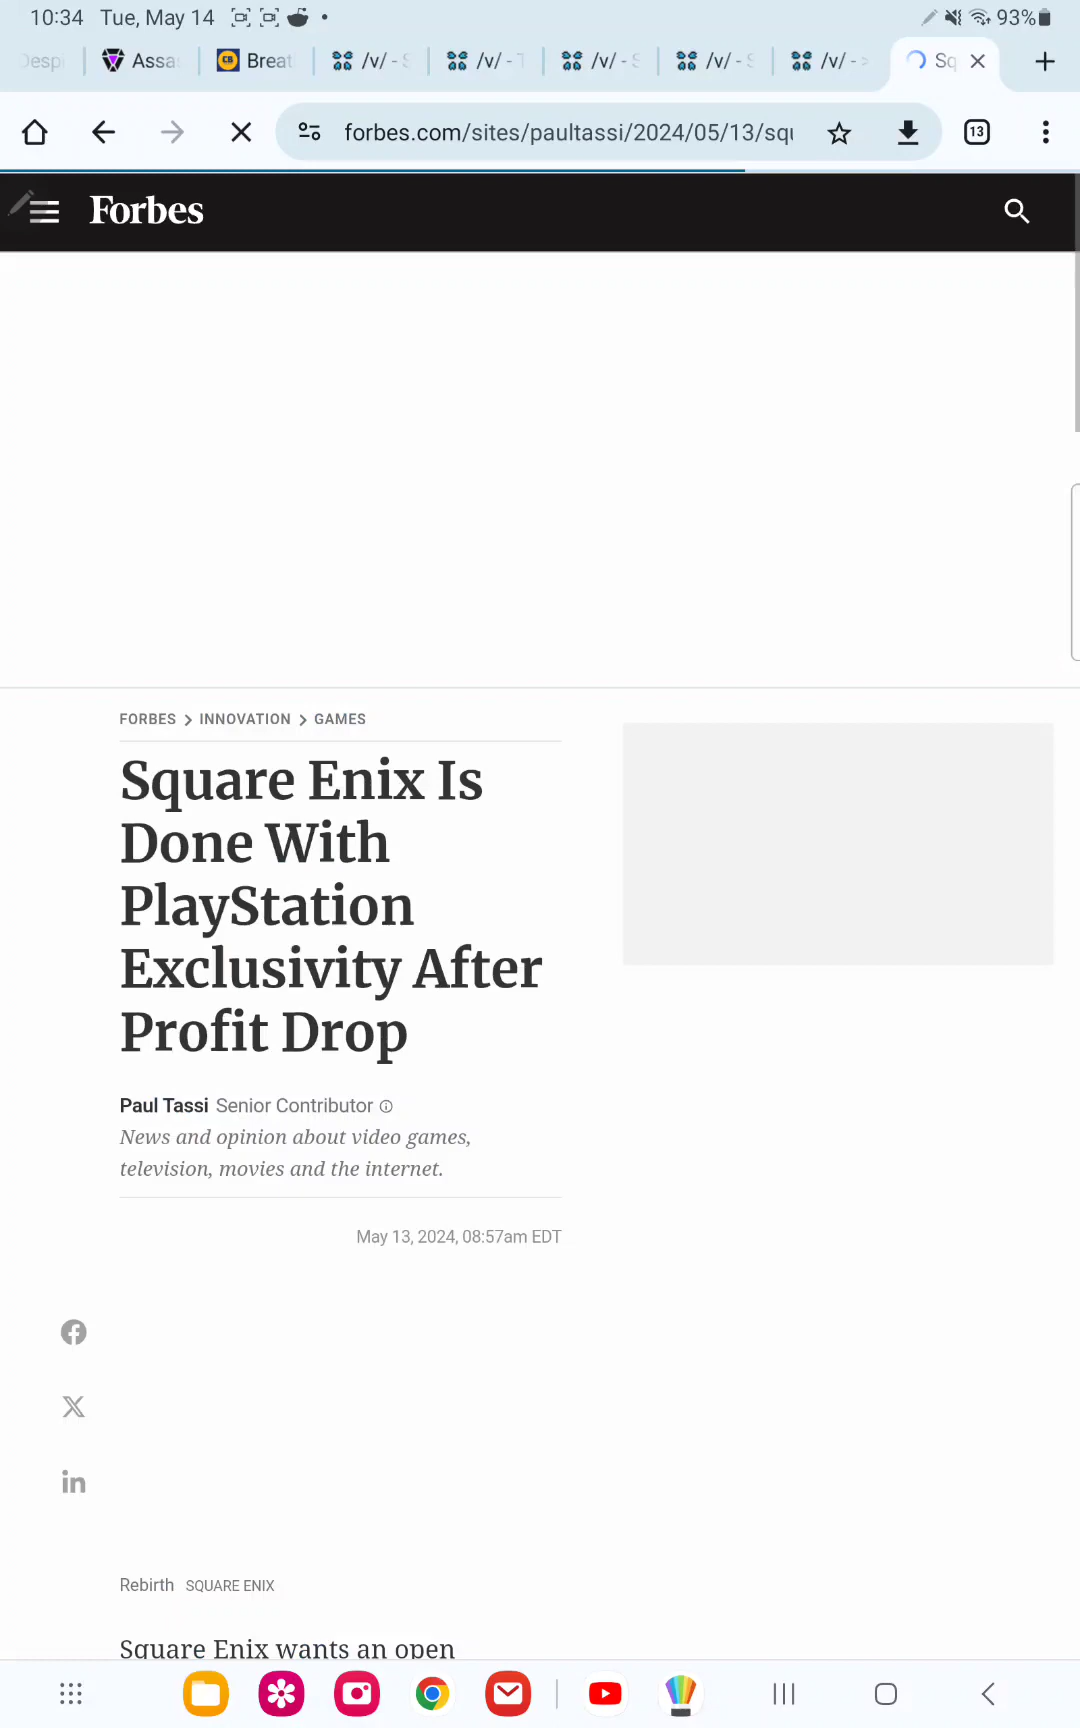 10:34 Tue, May 14 93%
Desp Assa Breat /v/ - S /v/ - T /v/ - S /v/ - S /v/ - > Sq
forbes.com/sites/paultassi/2024/05/13/squ 13
Forbes
FORBES > INNOVATION > GAMES
Square Enix Is
Done With
PlayStation
Exclusivity After
Profit Drop
Paul Tassi Senior Contributor
News and opinion about video games,
television, movies and the internet.
May 13, 2024, 08:57am EDT
Rebirth SQUARE ENIX
Square Enix wants an open